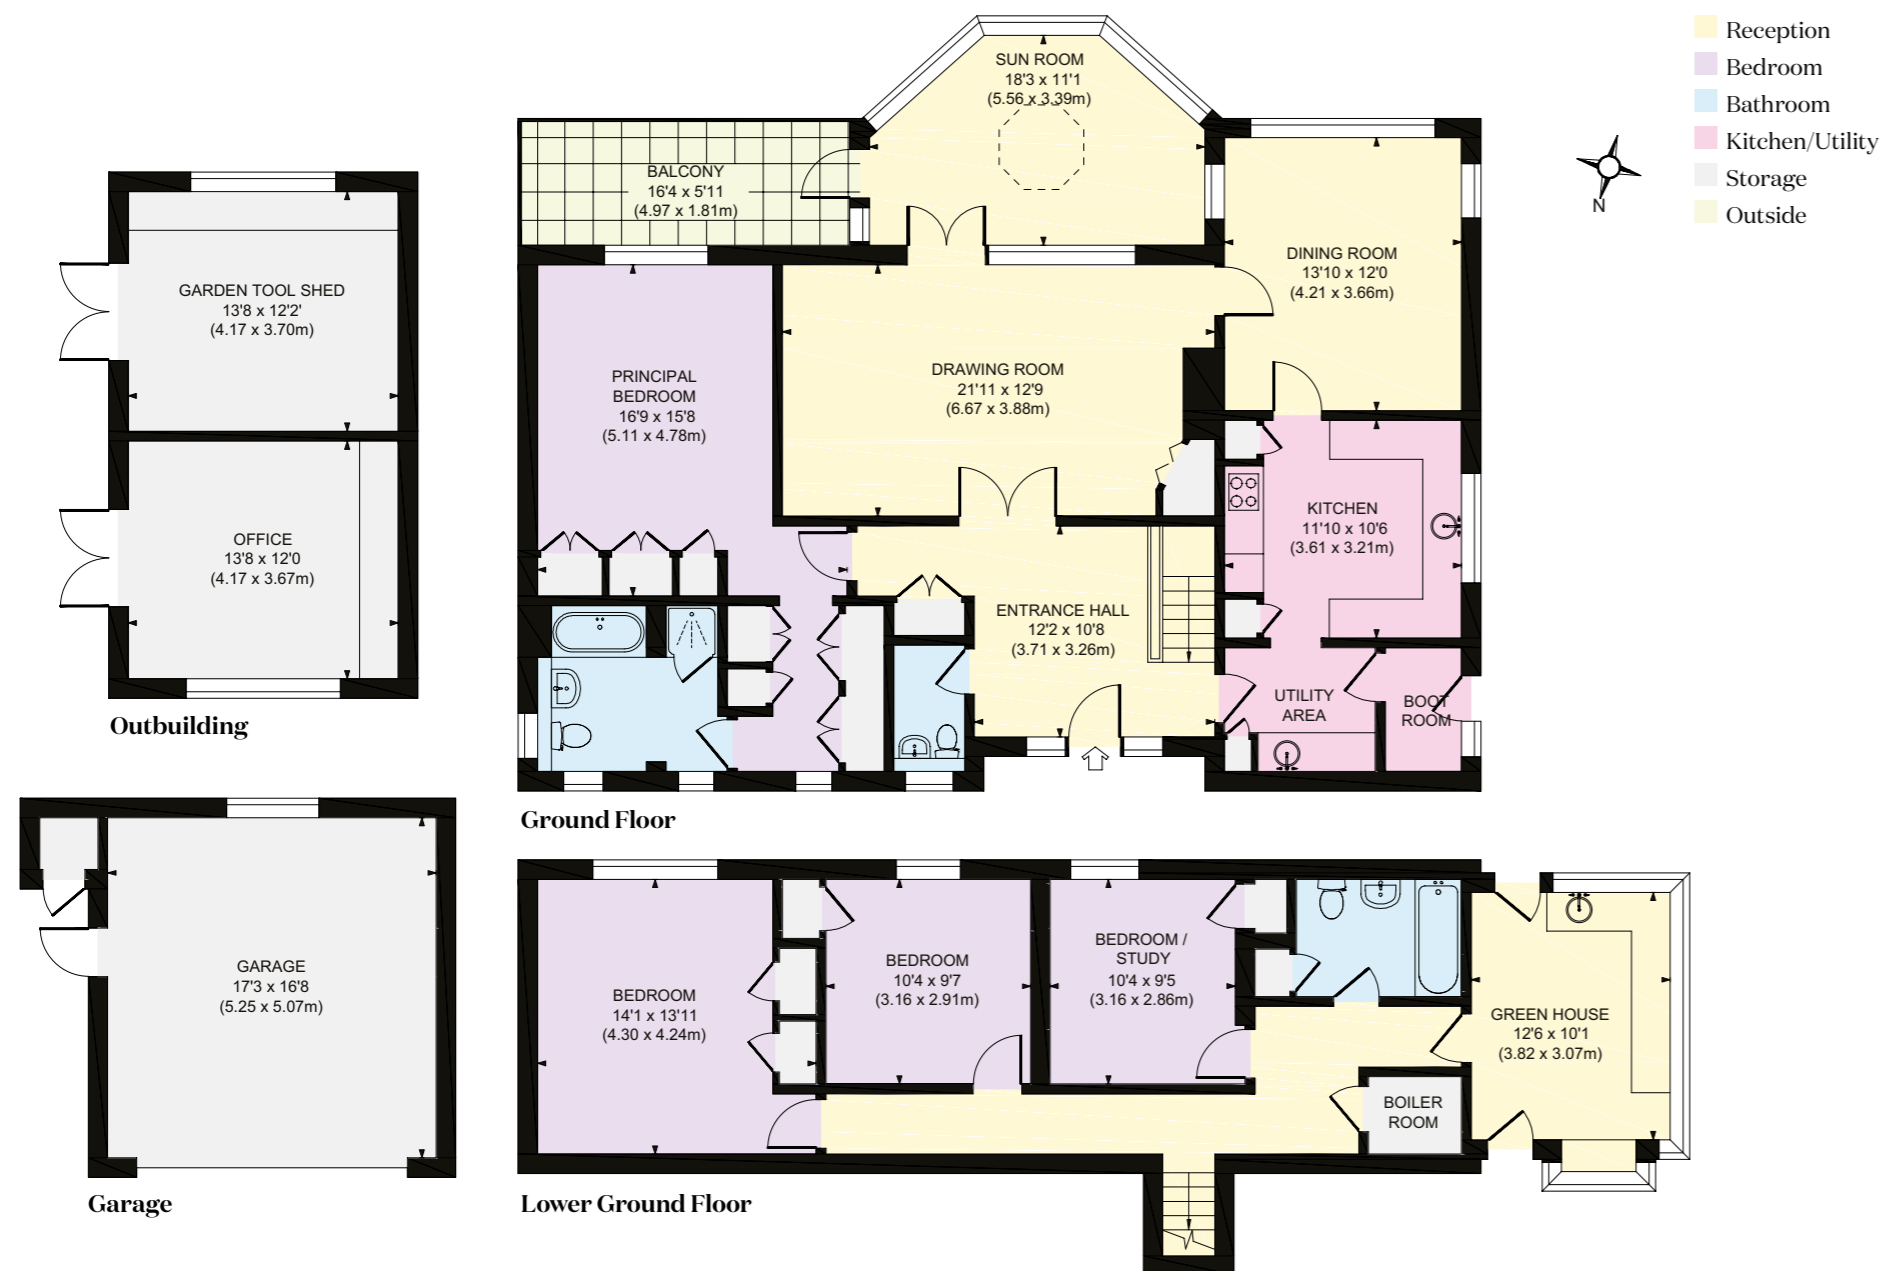 Reception
Bedroom
Bathroom
Kitchen/Utility
Storage
Outside
N
SUN ROOM
18'3 x 11'1
(5.56 x 3.39m)
BALCONY
16'4 x 5'11
(4.97 x 1.81m)
DINING ROOM
13'10 x 12'0
(4.21 x 3.66m)
PRINCIPAL
BEDROOM
16'9 x 15'8
(5.11 x 4.78m)
DRAWING ROOM
21'11 x 12'9
(6.67 x 3.88m)
KITCHEN
11'10 x 10'6
(3.61 x 3.21m)
ENTRANCE HALL
12'2 x 10'8
(3.71 x 3.26m)
UTILITY
AREA
BOOT
ROOM
Ground Floor
GARDEN TOOL SHED
13'8 x 12'2'
(4.17 x 3.70m)
OFFICE
13'8 x 12'0
(4.17 x 3.67m)
Outbuilding
GARAGE
17'3 x 16'8
(5.25 x 5.07m)
Garage
BEDROOM
14'1 x 13'11
(4.30 x 4.24m)
BEDROOM
10'4 x 9'7
(3.16 x 2.91m)
BEDROOM /
STUDY
10'4 x 9'5
(3.16 x 2.86m)
GREEN HOUSE
12'6 x 10'1
(3.82 x 3.07m)
BOILER
ROOM
Lower Ground Floor